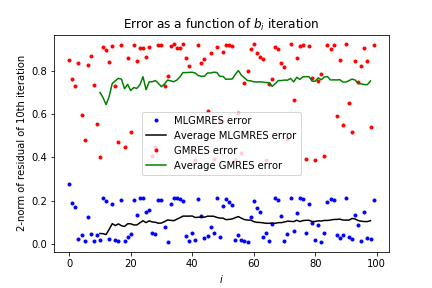 Error as a function of b_i iteration
2-norm of residual of 10th iteration
0.8
0.6
0.4
0.2
0.0
MLGMRES error
Average MLGMRES error
GMRES error
Average GMRES error
0 20 40 60 80 100
i